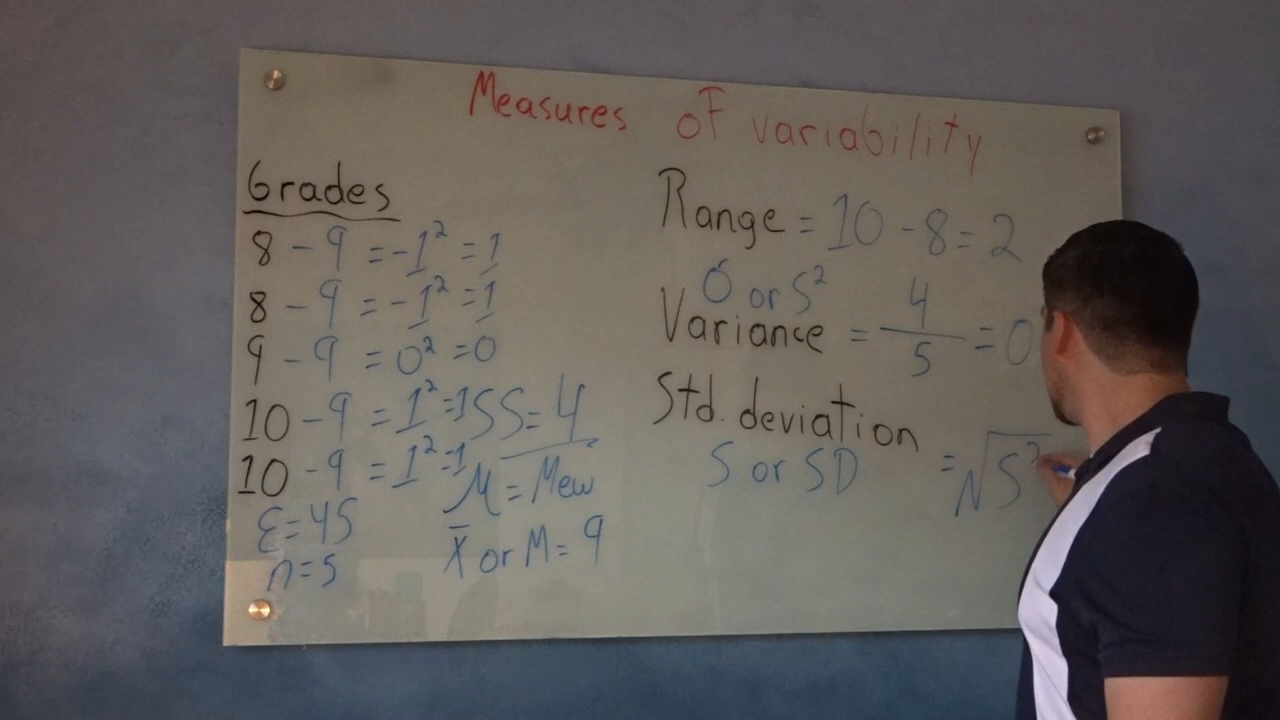 Measures of variability
Grades
8 - 9 = -1² = 1
8 - 9 = -1² = 1
9 - 9 = 0² = 0
10 - 9 = 1² = 1
10 - 9 = 1² = 1
Σ = 45
n = 5
SS = 4
M = Mew
X̄ or M = 9
Range = 10 - 8 = 2
σ or S²
Variance = 4/5 = 0
Std. deviation
S or SD = √S²